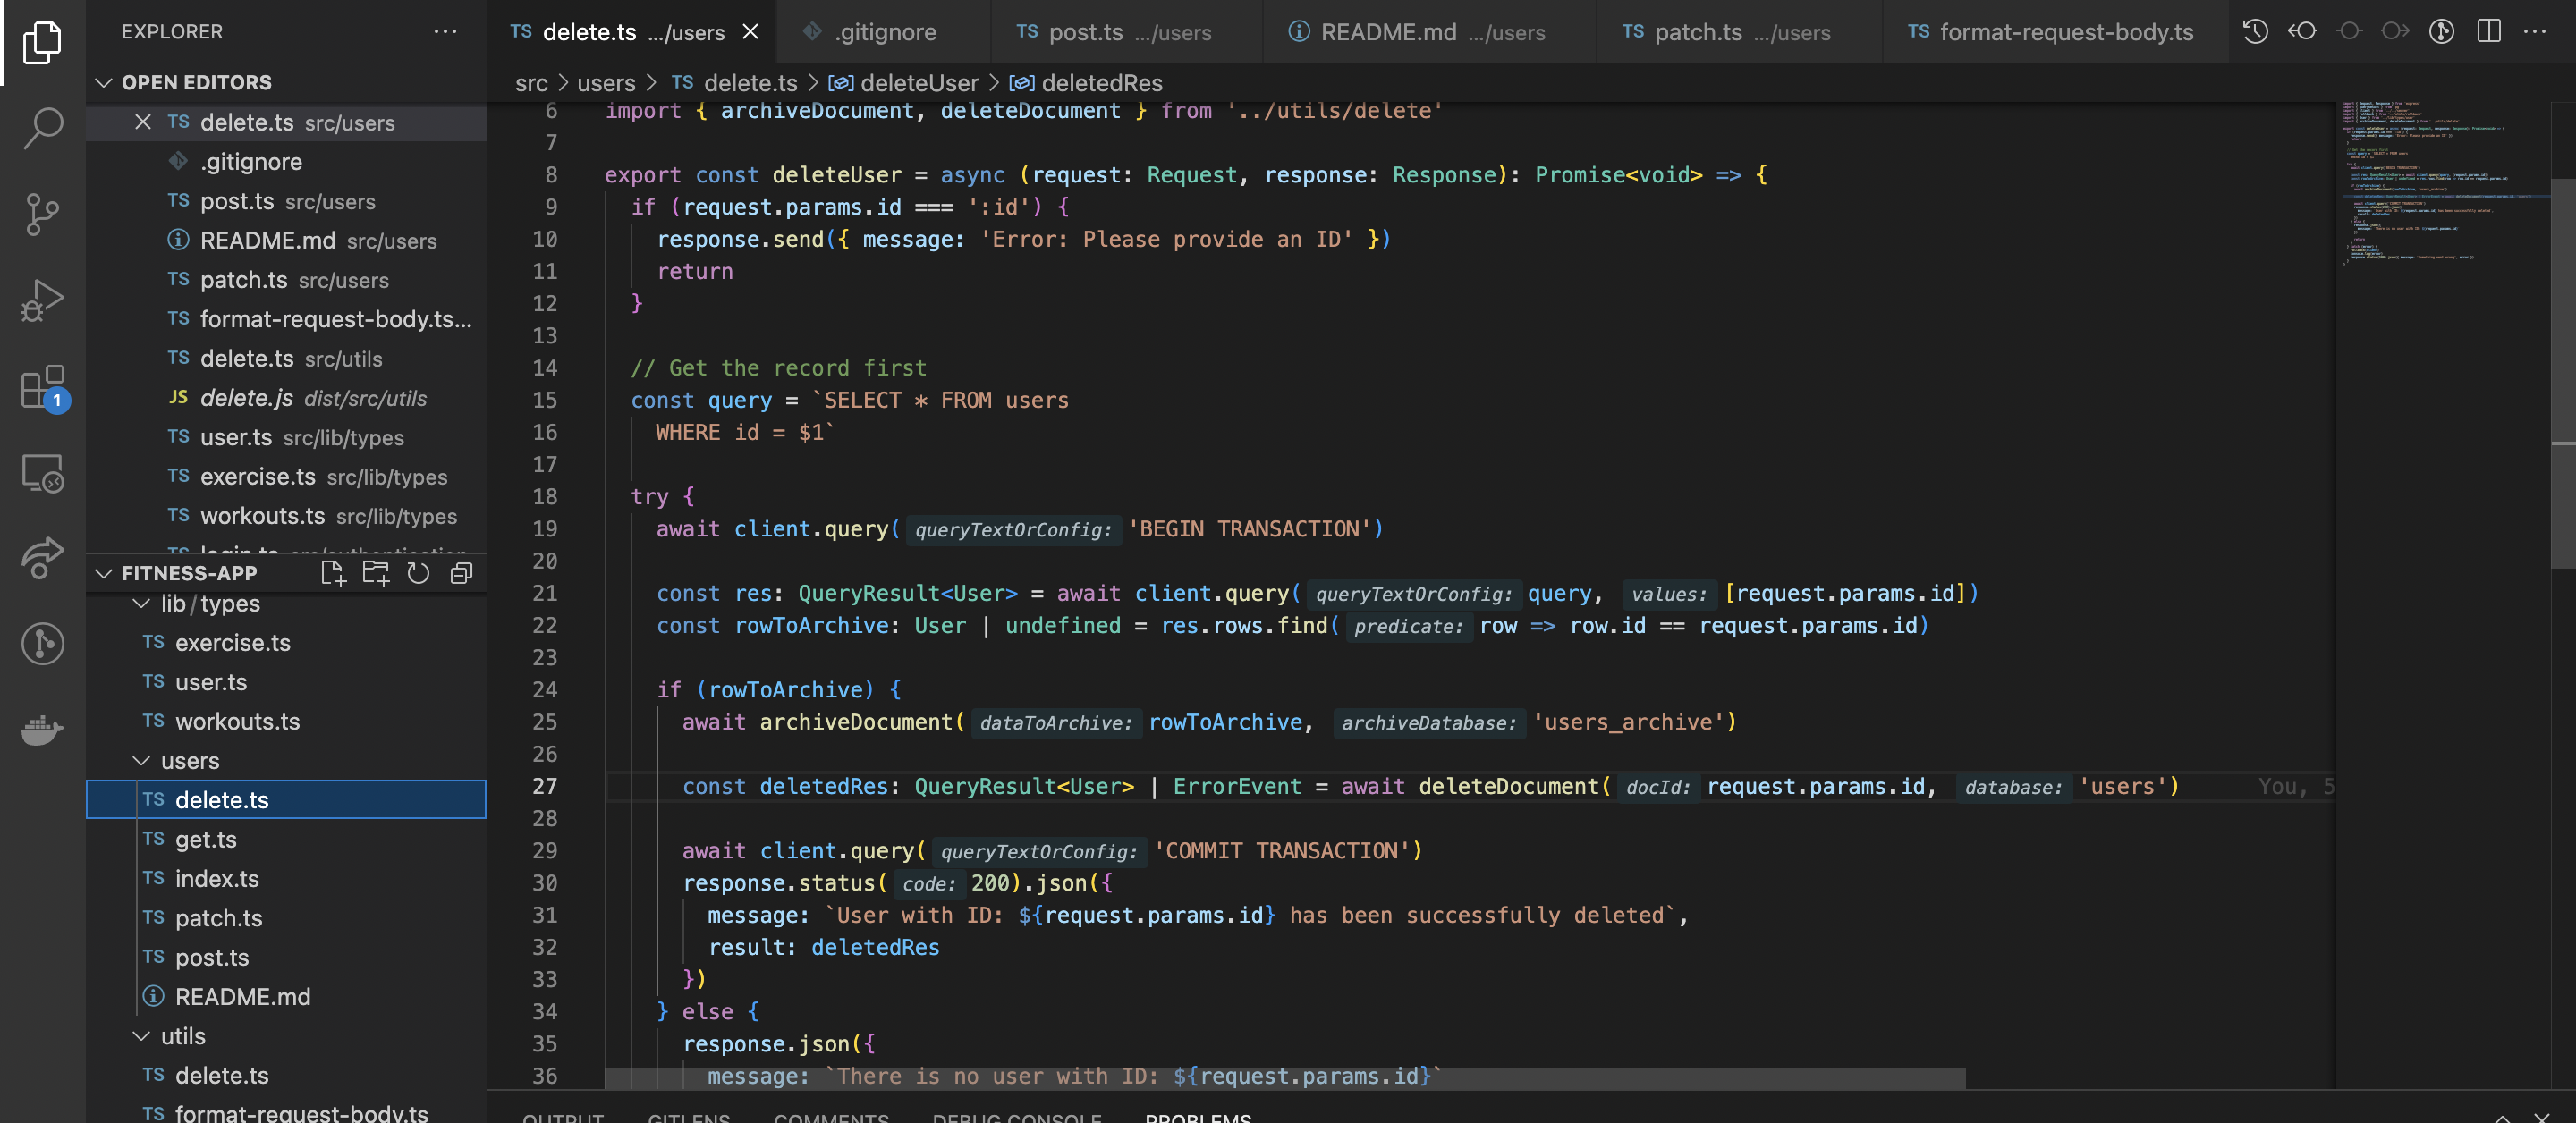 EXPLORER
OPEN EDITORS
delete.ts src/users
.gitignore
TS post.ts src/users
README.md src/users
TS patch.ts src/users
TS format-request-body.ts...
TS delete.ts src/utils
JS delete.js dist/src/utils
TS user.ts src/lib/types
TS exercise.ts src/lib/types
TS workouts.ts src/lib/types
TS login.ts src/authentication
1
FITNESS-APP
lib / types
TS exercise.ts
TS user.ts
TS workouts.ts
users
TS delete.ts
TS get.ts
TS index.ts
TS patch.ts
TS post.ts
README.md
utils
TS delete.ts
TS format-request-body.ts
TS delete.ts .../users
.gitignore
TS post.ts .../users
README.md .../users
TS patch.ts .../users
TS format-request-body.ts
src > users > TS delete.ts > deleteUser > deletedRes
6 import { archiveDocument, deleteDocument } from '../utils/delete'
7
8 export const deleteUser = async (request: Request, response: Response): Promise<void> => {
9 if (request.params.id === ':id') {
10 response.send({ message: 'Error: Please provide an ID' })
11 return
12 }
13
14 // Get the record first
15 const query = `SELECT * FROM users
16 WHERE id = $1`
17
18 try {
19 await client.query( queryTextOrConfig: 'BEGIN TRANSACTION')
20
21 const res: QueryResult<User> = await client.query( queryTextOrConfig: query, values: [request.params.id])
22 const rowToArchive: User | undefined = res.rows.find( predicate: row => row.id == request.params.id)
23
24 if (rowToArchive) {
25 await archiveDocument( dataToArchive: rowToArchive, archiveDatabase: 'users_archive')
26
27 const deletedRes: QueryResult<User> | ErrorEvent = await deleteDocument( docId: request.params.id, database: 'users') You, 5
28
29 await client.query( queryTextOrConfig: 'COMMIT TRANSACTION')
30 response.status( code: 200).json({
31 message: `User with ID: ${request.params.id} has been successfully deleted`,
32 result: deletedRes
33 })
34 } else {
35 response.json({
36 message: `There is no user with ID: ${request.params.id}`
OUTPUT GITLENS COMMENTS DEBUG CONSOLE PROBLEMS